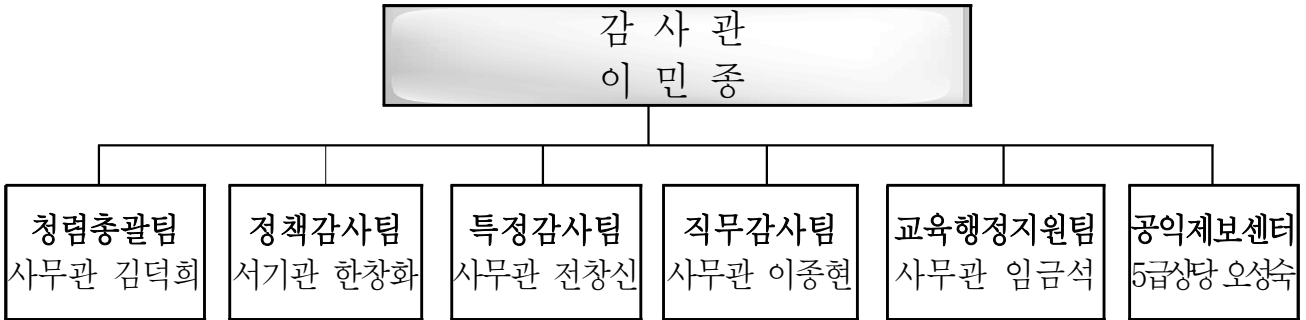 감 사 관
이 민 종
청렴총괄팀
사무관 김덕희
정책감사팀
서기관 한창화
특정감사팀
사무관 전창신
직무감사팀
사무관 이종현
교육행정지원팀
사무관 임금석
공익제보센터
5급상당 오성숙